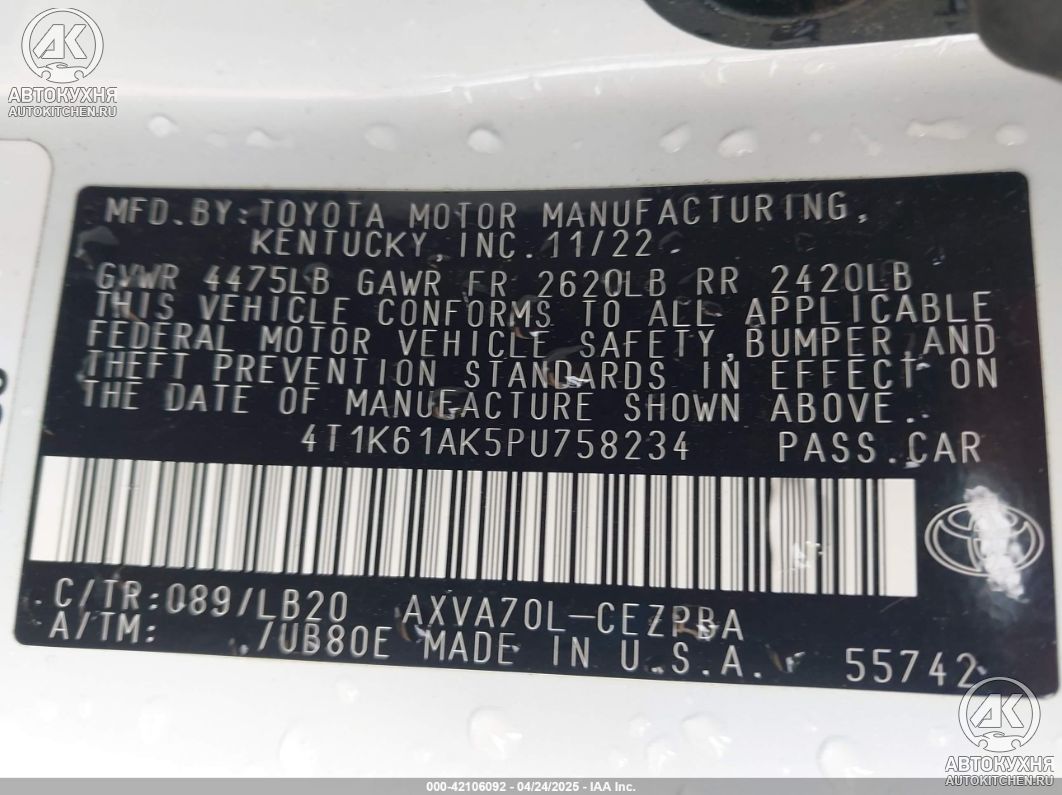 АК
АВТОКУХНЯ
AUTOKITCHEN.RU
MFD.BY:TOYOTA MOTOR MANUFACTURING,
KENTUCKY,INC.11/22
GVWR 4475LB GAWR FR 2620LB RR 2420LB
THIS VEHICLE CONFORMS TO ALL APPLICABLE
FEDERAL MOTOR VEHICLE SAFETY,BUMPER AND
THEFT PREVENTION STANDARDS IN EFFECT ON
THE DATE OF MANUFACTURE SHOWN ABOVE.
4T1K61AK5PU758234 PASS.CAR
C/TR:089/LB20 AXVA70L-CEZPBA
A/TM: /UB80E MADE IN U.S.A. 55742
АК
АВТОКУХНЯ
AUTOKITCHEN.RU
000-42106092 - 04/24/2025 - IAA Inc.